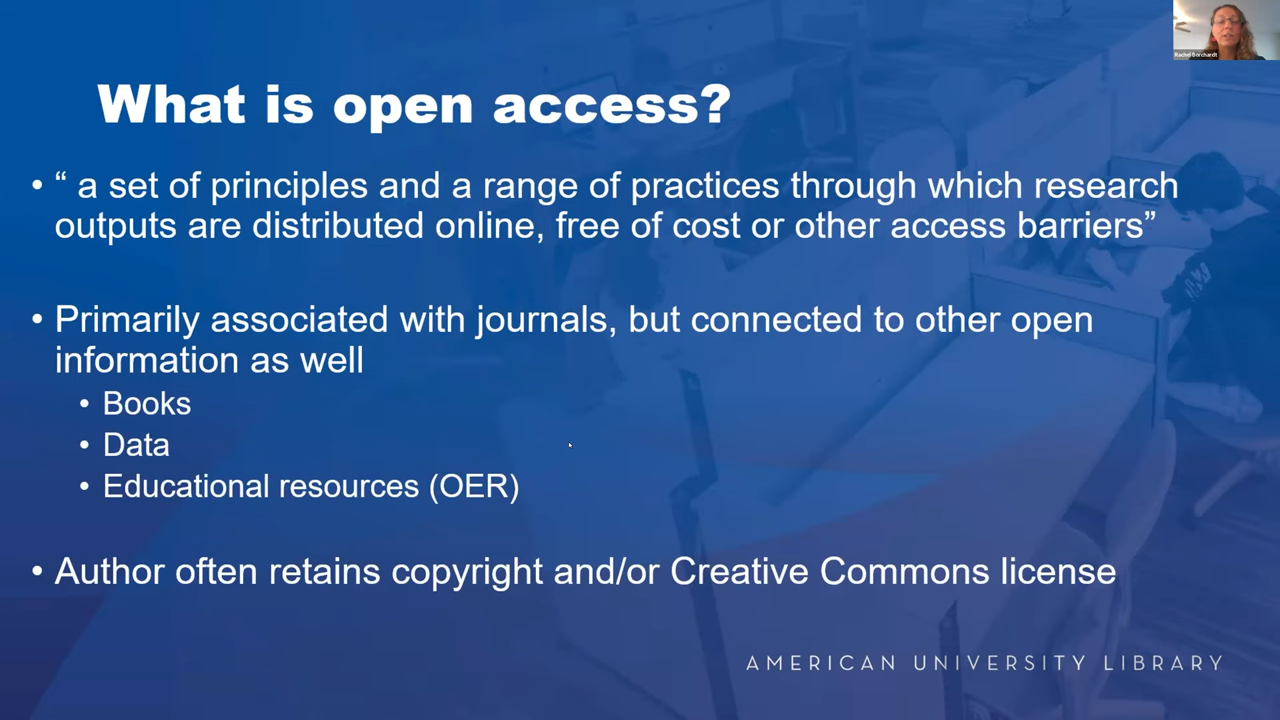 Rachel Borchardt
What is open access?
• “ a set of principles and a range of practices through which research
outputs are distributed online, free of cost or other access barriers”
• Primarily associated with journals, but connected to other open
information as well
• Books
• Data
• Educational resources (OER)
• Author often retains copyright and/or Creative Commons license
AMERICAN UNIVERSITY LIBRARY